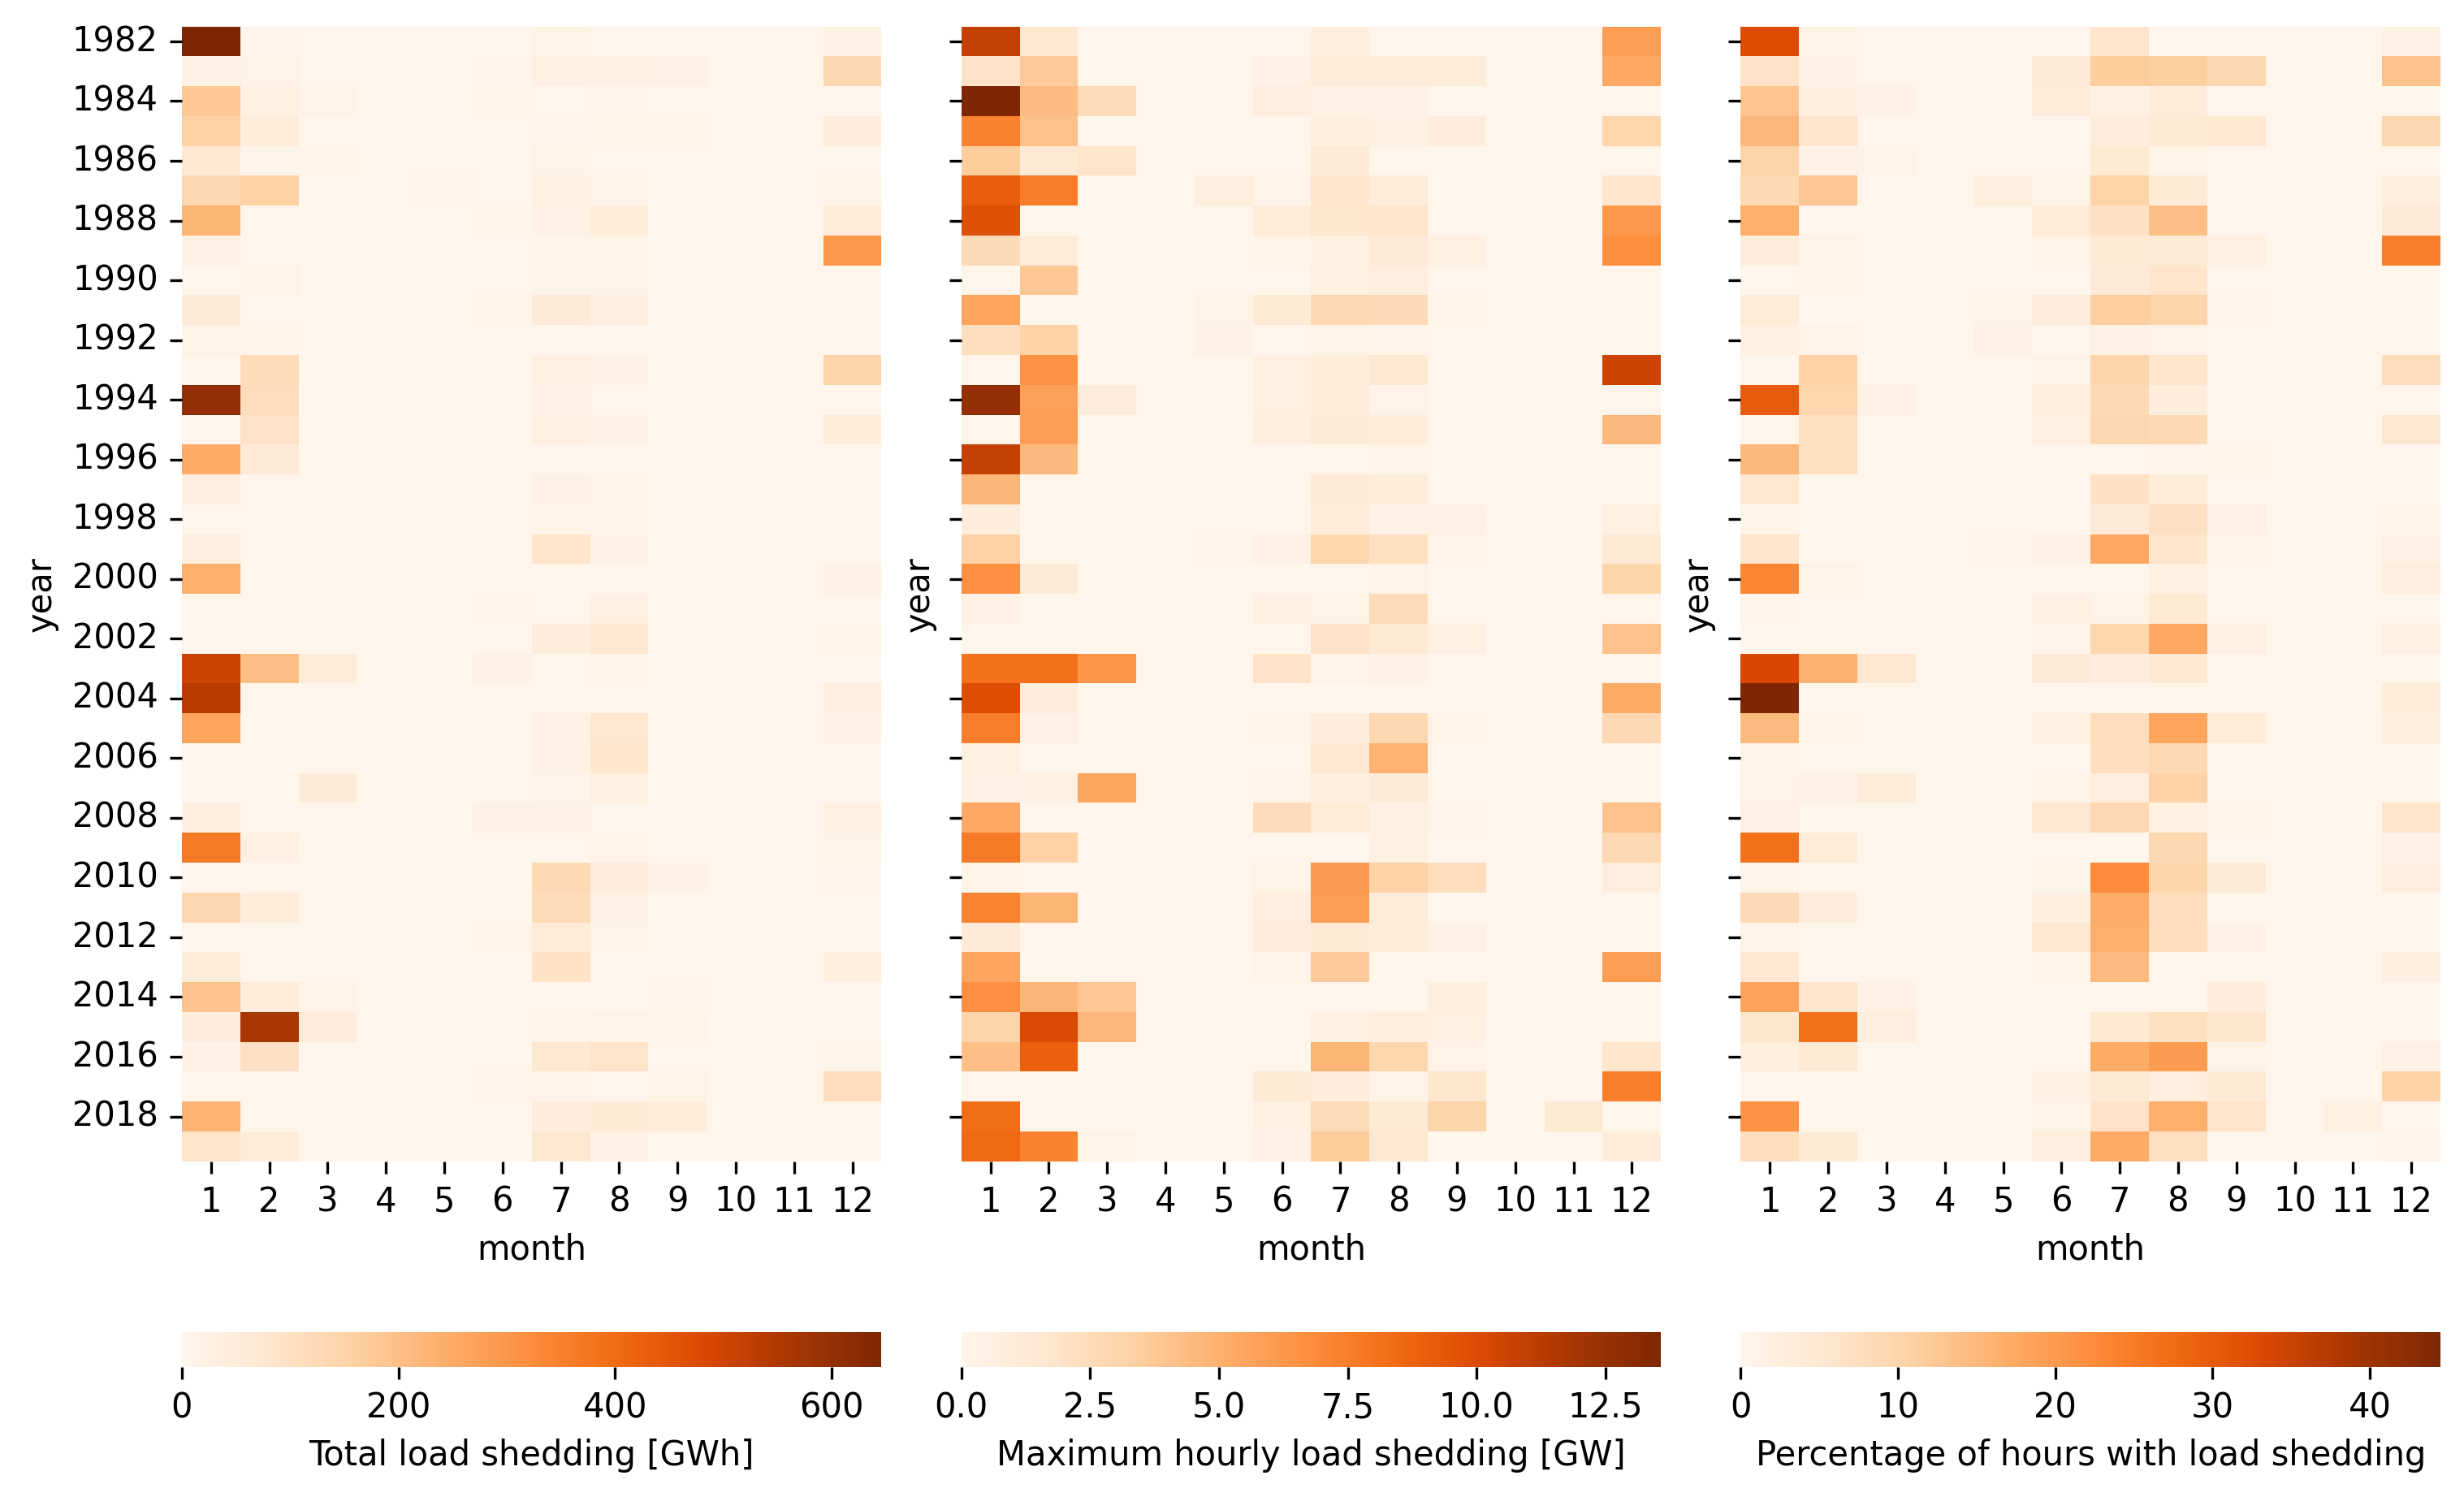 1982
1984
1986
1988
1990
1992
1994
1996
1998
2000
2002
2004
2006
2008
2010
2012
2014
2016
2018
year
year
year
1 2 3 4 5 6 7 8 9 10 11 12
1 2 3 4 5 6 7 8 9 10 11 12
1 2 3 4 5 6 7 8 9 10 11 12
month
month
month
0 200 400 600
0.0 2.5 5.0 7.5 10.0 12.5
0 10 20 30 40
Total load shedding [GWh]
Maximum hourly load shedding [GW]
Percentage of hours with load shedding